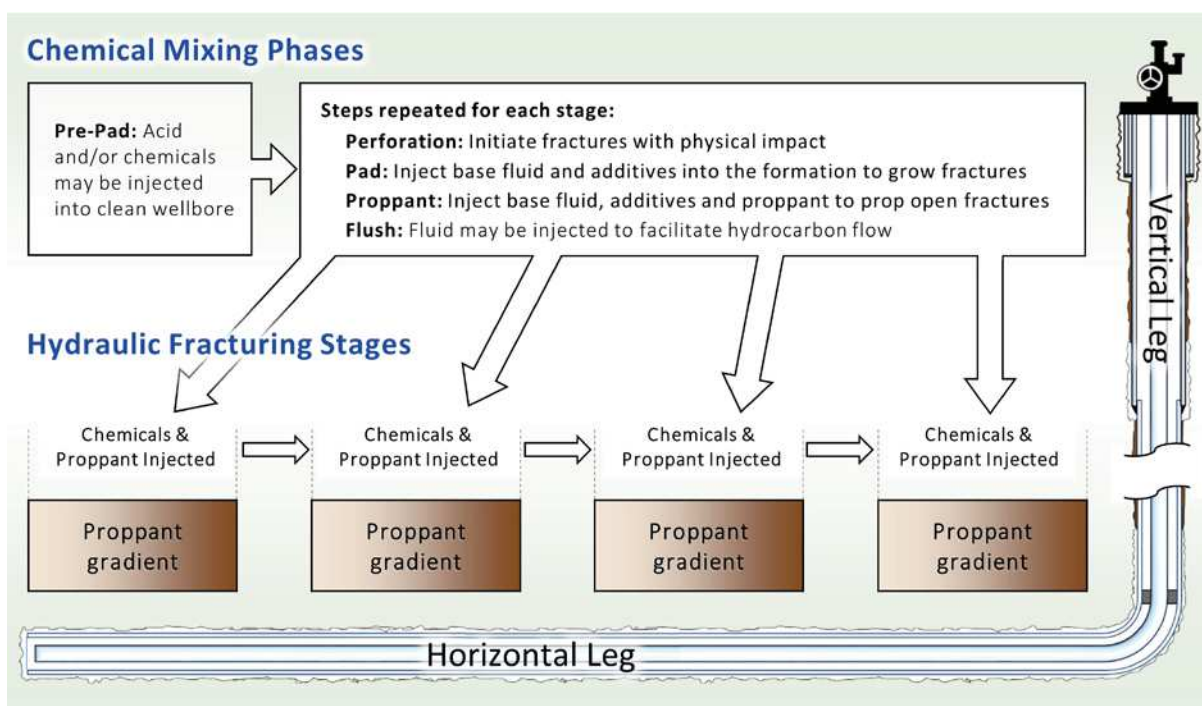 Chemical Mixing Phases
Pre-Pad: Acid
and/or chemicals
may be injected
into clean wellbore
Steps repeated for each stage:
Perforation: Initiate fractures with physical impact
Pad: Inject base fluid and additives into the formation to grow fractures
Proppant: Inject base fluid, additives and proppant to prop open fractures
Flush: Fluid may be injected to facilitate hydrocarbon flow
Vertical Leg
Hydraulic Fracturing Stages
Chemicals &
Proppant Injected
Chemicals &
Proppant Injected
Chemicals &
Proppant Injected
Chemicals &
Proppant Injected
Proppant
gradient
Proppant
gradient
Proppant
gradient
Proppant
gradient
Horizontal Leg